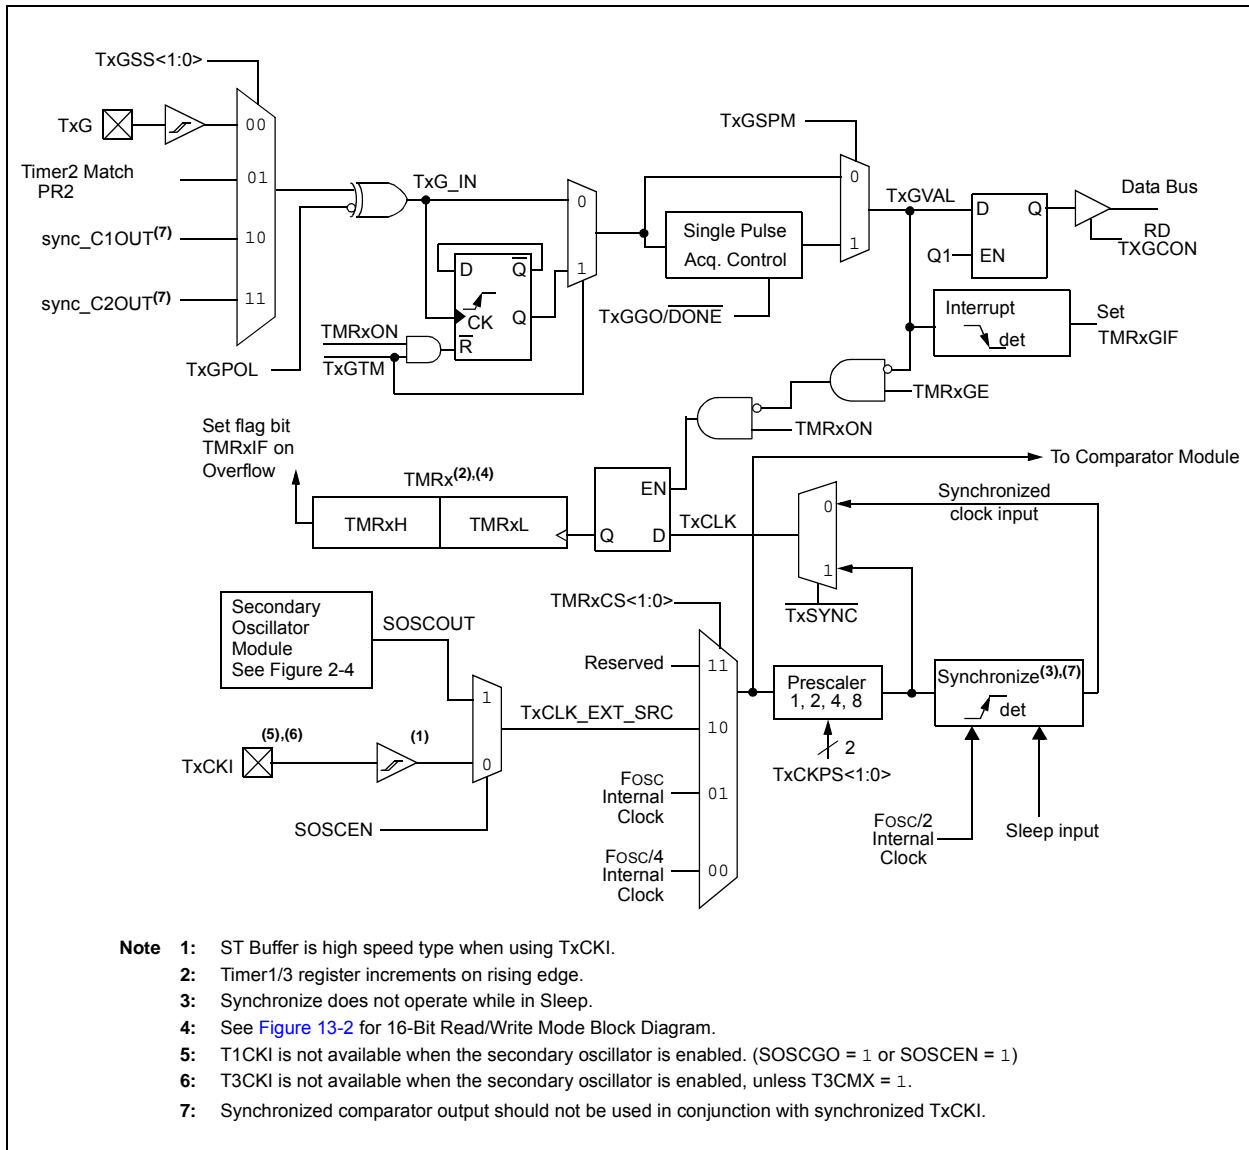 TxGSS<1:0>
TxG
00
Timer2 Match
PR2
01
sync_C1OUT(7)
10
sync_C2OUT(7)
11
TxGPOL
TxG_IN
D
Q
CK
Q
R
TMRxON
TxGTM
0
1
Single Pulse
Acq. Control
TxGGO/DONE
TxGSPM
0
1
TxGVAL
D
Q
Q1
EN
Data Bus
RD
TXGCON
Interrupt
det
Set
TMRxGIF
TMRxGE
TMRxON
Set flag bit
TMRxIF on
Overflow
TMRx(2),(4)
TMRxH
TMRxL
EN
Q
D
TxCLK
To Comparator Module
Synchronized
clock input
0
1
TxSYNC
Secondary
Oscillator
Module
See Figure 2-4
SOSCOUT
TxCKI
(5),(6)
(1)
1
0
SOSCEN
TxCLK_EXT_SRC
TMRxCS<1:0>
Reserved
11
10
FOSC
Internal
Clock
01
FOSC/4
Internal
Clock
00
Prescaler
1, 2, 4, 8
2
TxCKPS<1:0>
Synchronize(3),(7)
det
FOSC/2
Internal
Clock
Sleep input
Note 1: ST Buffer is high speed type when using TxCKI.
2: Timer1/3 register increments on rising edge.
3: Synchronize does not operate while in Sleep.
4: See Figure 13-2 for 16-Bit Read/Write Mode Block Diagram.
5: T1CKI is not available when the secondary oscillator is enabled. (SOSCGO = 1 or SOSCEN = 1)
6: T3CKI is not available when the secondary oscillator is enabled, unless T3CMX = 1.
7: Synchronized comparator output should not be used in conjunction with synchronized TxCKI.